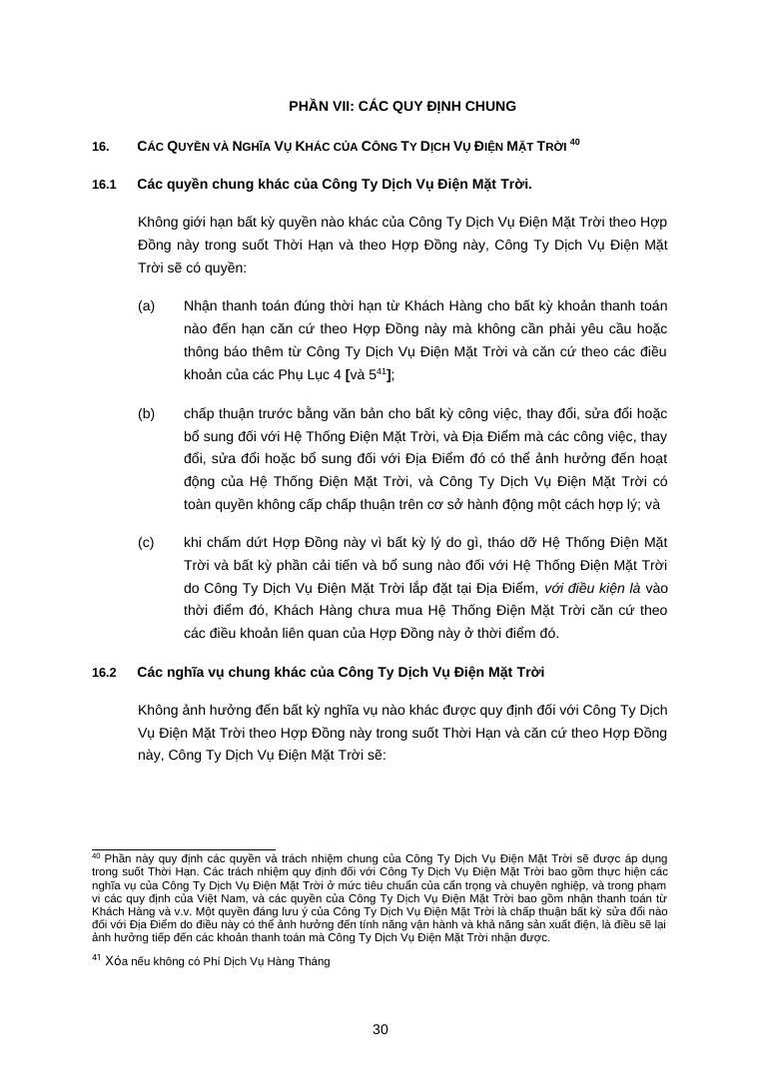 PHẦN VII: CÁC QUY ĐỊNH CHUNG
16. CÁC QUYỀN VÀ NGHĨA VỤ KHÁC CỦA CÔNG TY DỊCH VỤ ĐIỆN MẶT TRỜI 40
16.1 Các quyền chung khác của Công Ty Dịch Vụ Điện Mặt Trời.
Không giới hạn bất kỳ quyền nào khác của Công Ty Dịch Vụ Điện Mặt Trời theo Hợp
Đồng này trong suốt Thời Hạn và theo Hợp Đồng này, Công Ty Dịch Vụ Điện Mặt
Trời sẽ có quyền:
(a) Nhận thanh toán đúng thời hạn từ Khách Hàng cho bất kỳ khoản thanh toán
nào đến hạn căn cứ theo Hợp Đồng này mà không cần phải yêu cầu hoặc
thông báo thêm từ Công Ty Dịch Vụ Điện Mặt Trời và căn cứ theo các điều
khoản của các Phụ Lục 4 [và 541];
(b) chấp thuận trước bằng văn bản cho bất kỳ công việc, thay đổi, sửa đổi hoặc
bổ sung đối với Hệ Thống Điện Mặt Trời, và Địa Điểm mà các công việc, thay
đổi, sửa đổi hoặc bổ sung đối với Địa Điểm đó có thể ảnh hưởng đến hoạt
động của Hệ Thống Điện Mặt Trời, và Công Ty Dịch Vụ Điện Mặt Trời có
toàn quyền không cấp chấp thuận trên cơ sở hành động một cách hợp lý; và
(c) khi chấm dứt Hợp Đồng này vì bất kỳ lý do gì, tháo dỡ Hệ Thống Điện Mặt
Trời và bất kỳ phần cải tiến và bổ sung nào đối với Hệ Thống Điện Mặt Trời
do Công Ty Dịch Vụ Điện Mặt Trời lắp đặt tại Địa Điểm, với điều kiện là vào
thời điểm đó, Khách Hàng chưa mua Hệ Thống Điện Mặt Trời căn cứ theo
các điều khoản liên quan của Hợp Đồng này ở thời điểm đó.
16.2 Các nghĩa vụ chung khác của Công Ty Dịch Vụ Điện Mặt Trời
Không ảnh hưởng đến bất kỳ nghĩa vụ nào khác được quy định đối với Công Ty Dịch
Vụ Điện Mặt Trời theo Hợp Đồng này trong suốt Thời Hạn và căn cứ theo Hợp Đồng
này, Công Ty Dịch Vụ Điện Mặt Trời sẽ:
40 Phần này quy định các quyền và trách nhiệm chung của Công Ty Dịch Vụ Điện Mặt Trời sẽ được áp dụng
trong suốt Thời Hạn. Các trách nhiệm quy định đối với Công Ty Dịch Vụ Điện Mặt Trời bao gồm thực hiện các
nghĩa vụ của Công Ty Dịch Vụ Điện Mặt Trời ở mức tiêu chuẩn của cẩn trọng và chuyên nghiệp, và trong phạm
vi các quy định của Việt Nam, và các quyền của Công Ty Dịch Vụ Điện Mặt Trời bao gồm nhận thanh toán từ
Khách Hàng và v.v. Một quyền đáng lưu ý của Công Ty Dịch Vụ Điện Mặt Trời là chấp thuận bất kỳ sửa đổi nào
đối với Địa Điểm do điều này có thể ảnh hưởng đến tính năng vận hành và khả năng sản xuất điện, là điều sẽ lại
ảnh hưởng tiếp đến các khoản thanh toán mà Công Ty Dịch Vụ Điện Mặt Trời nhận được.
41 Xóa nếu không có Phí Dịch Vụ Hàng Tháng
30